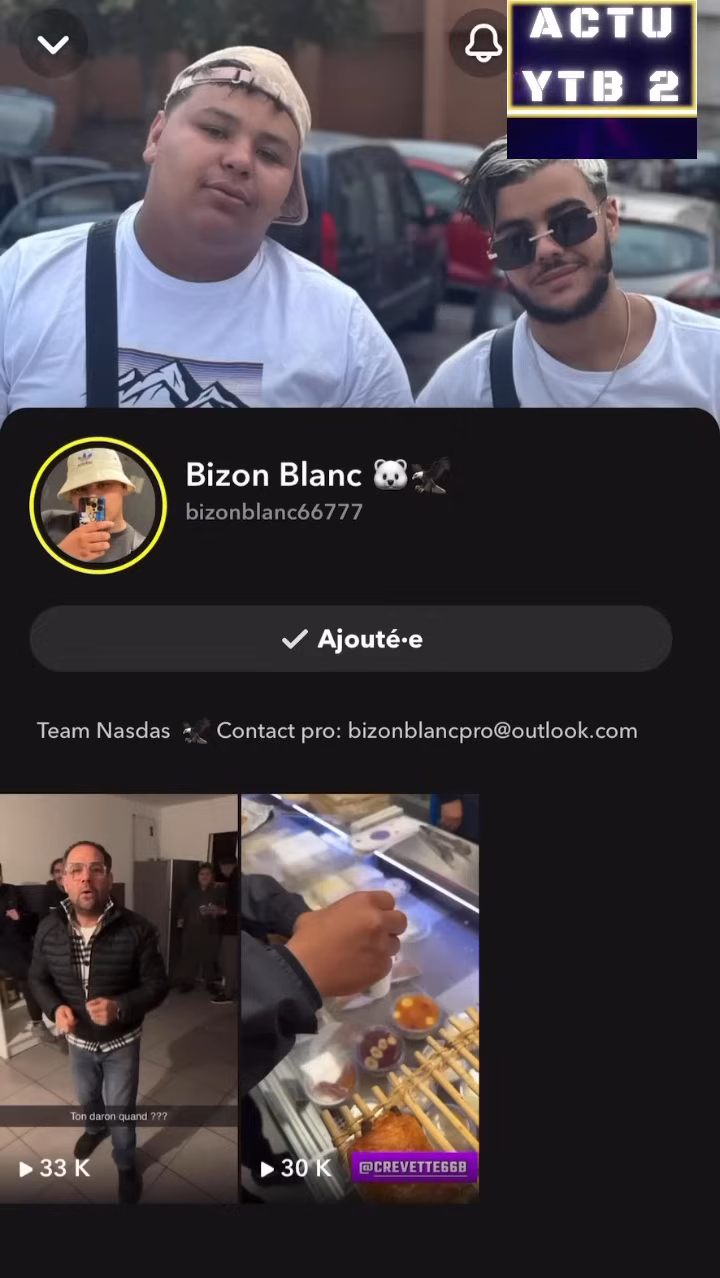 ACTU
YTB 2
Bizon Blanc
bizonblanc66777
Ajouté·e
Team Nasdas Contact pro: bizonblancpro@outlook.com
Ton daron quand ???
33 K
30 K
@CREVETTE66B